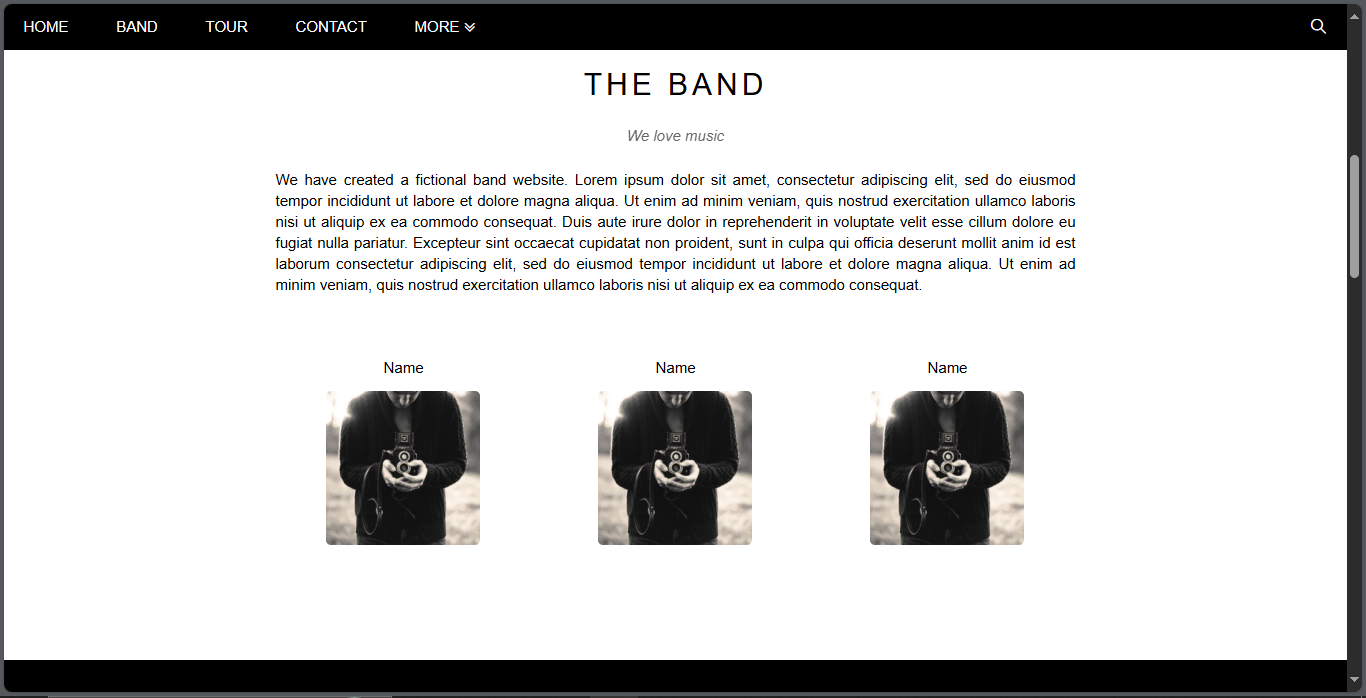 HOME BAND TOUR CONTACT MORE
THE BAND
We love music
We have created a fictional band website. Lorem ipsum dolor sit amet, consectetur adipiscing elit, sed do eiusmod
tempor incididunt ut labore et dolore magna aliqua. Ut enim ad minim veniam, quis nostrud exercitation ullamco laboris
nisi ut aliquip ex ea commodo consequat. Duis aute irure dolor in reprehenderit in voluptate velit esse cillum dolore eu
fugiat nulla pariatur. Excepteur sint occaecat cupidatat non proident, sunt in culpa qui officia deserunt mollit anim id est
laborum consectetur adipiscing elit, sed do eiusmod tempor incididunt ut labore et dolore magna aliqua. Ut enim ad
minim veniam, quis nostrud exercitation ullamco laboris nisi ut aliquip ex ea commodo consequat.
Name Name Name